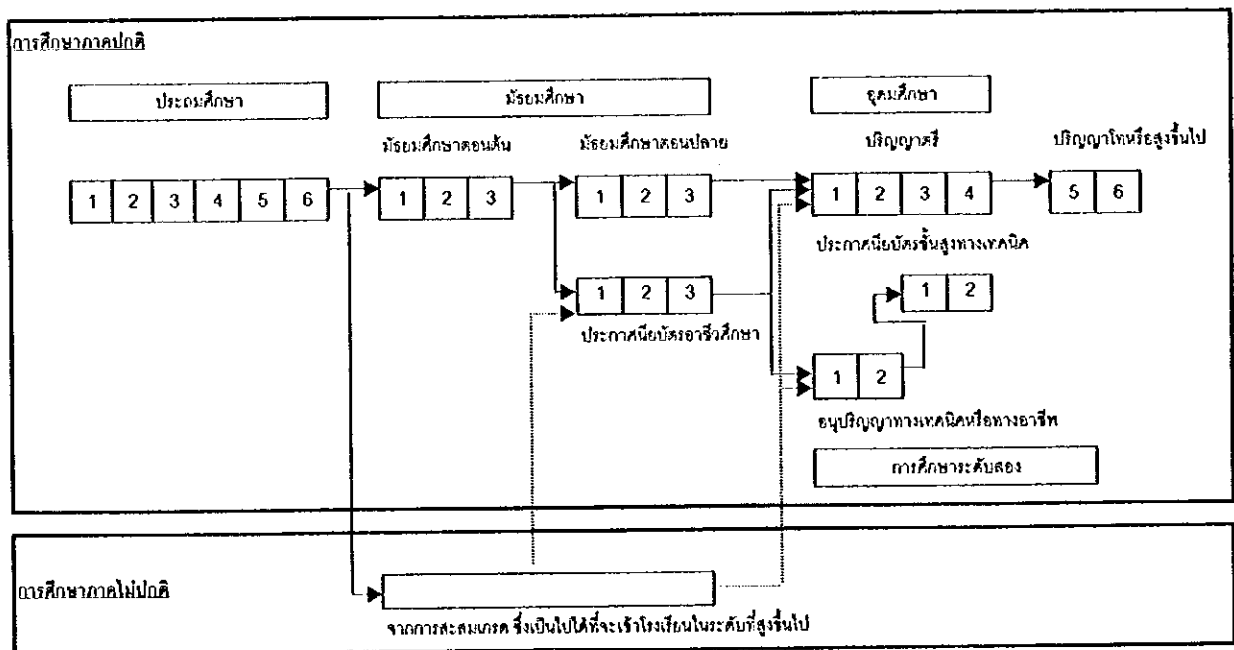 การศึกษาภาคปกติ
ประถมศึกษา มัธยมศึกษา อุดมศึกษา
มัธยมศึกษาตอนต้น มัธยมศึกษาตอนปลาย ปริญญาตรี ปริญญาโทหรือสูงขึ้นไป
1 2 3 4 5 6 1 2 3 1 2 3 1 2 3 4 5 6
ประกาศนียบัตรชั้นสูงทางเทคนิค
1 2 3 1 2
ประกาศนียบัตรอาชีวศึกษา
1 2
อนุปริญญาทางเทคนิคหรือทางอาชีพ
การศึกษาระดับสอง
การศึกษาภาคไม่ปกติ
จากการสะสมเกรด ซึ่งเป็นไปได้ที่จะเข้าโรงเรียนในระดับที่สูงขึ้นไป